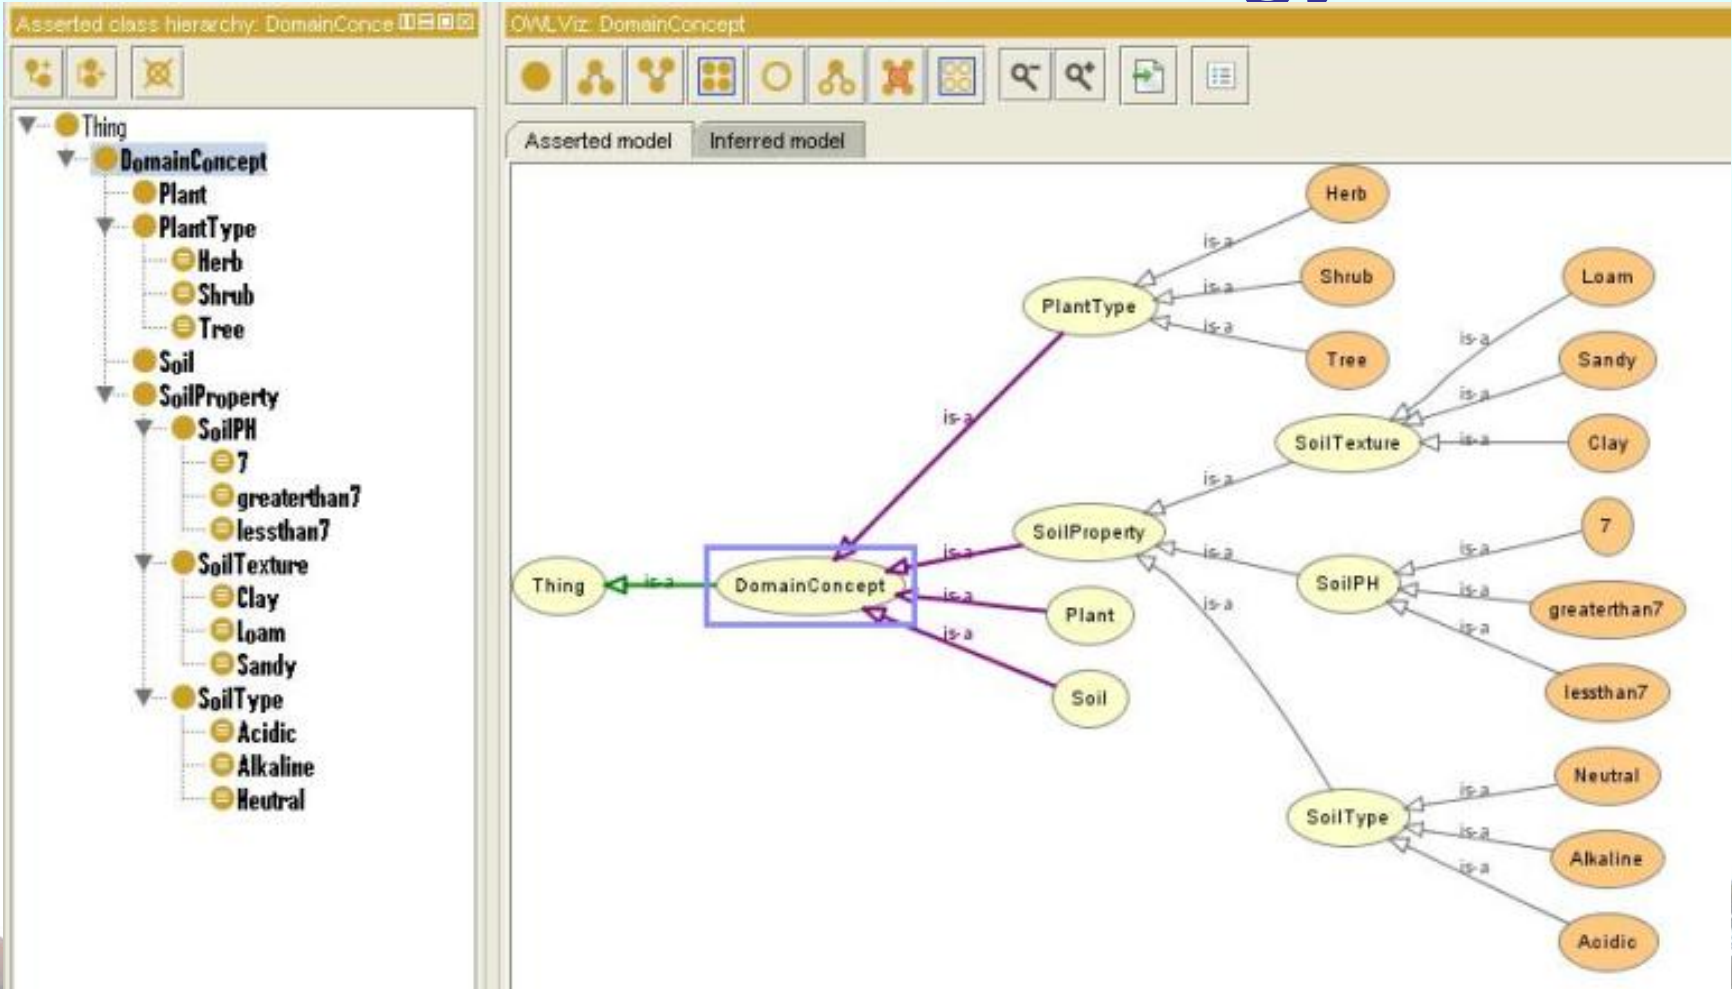 Asserted class hierarchy: DomainConce
Thing
DomainConcept
Plant
PlantType
Herb
Shrub
Tree
Soil
SoilProperty
SoilPH
7
greaterthan7
lessthan7
SoilTexture
Clay
Loam
Sandy
SoilType
Acidic
Alkaline
Neutral
OWLViz: DomainConcept
Asserted model
Inferred model
Herb
is-a
Shrub
is-a
PlantType
is-a
Tree
Loam
is-a
Sandy
is-a
is-a
SoilTexture
is-a
Clay
is-a
SoilProperty
7
is-a
is-a
is-a
Thing
is-a
DomainConcept
SoilPH
is-a
greaterthan7
is-a
is-a
Plant
is-a
is-a
lessthan7
Soil
Neutral
is-a
SoilType
is-a
Alkaline
is-a
Acidic